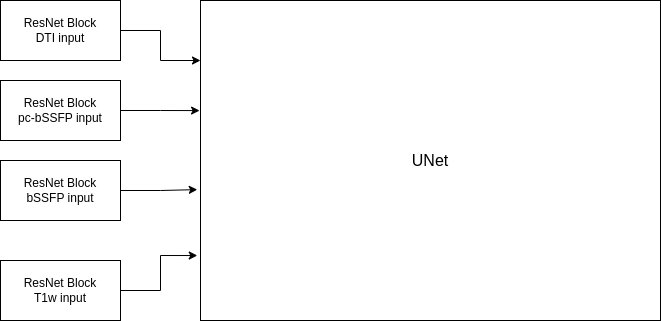 ResNet Block
DTI input
ResNet Block
pc-bSSFP input
ResNet Block
bSSFP input
ResNet Block
T1w input
UNet